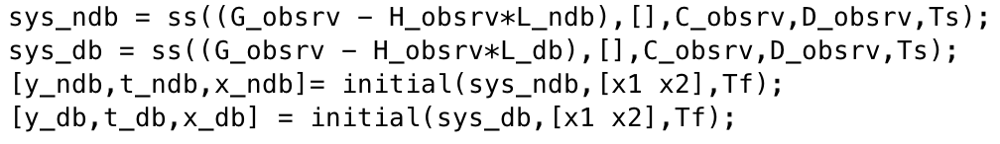 sys_ndb = ss((G_obsrv - H_obsrv*L_ndb),[],C_obsrv,D_obsrv,Ts);
sys_db = ss((G_obsrv - H_obsrv*L_db),[],C_obsrv,D_obsrv,Ts);
[y_ndb,t_ndb,x_ndb]= initial(sys_ndb,[x1 x2],Tf);
[y_db,t_db,x_db] = initial(sys_db,[x1 x2],Tf);